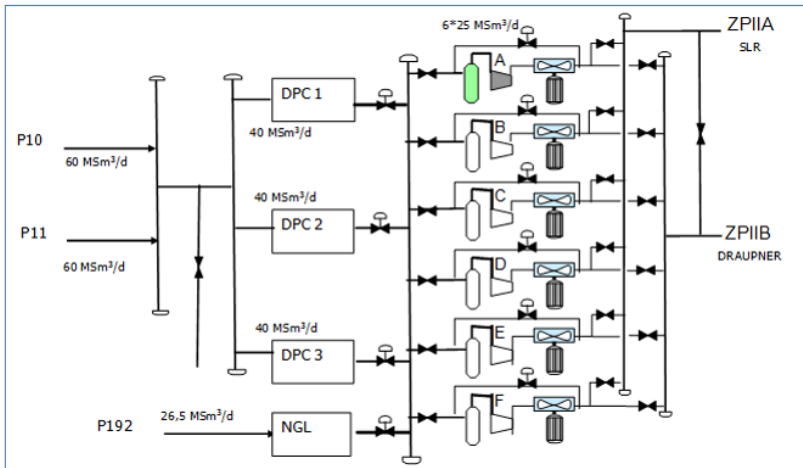 6*25 MSm³/d
ZPIIA
SLR
A
DPC 1
40 MSm³/d
P10
60 MSm³/d
B
40 MSm³/d
C
DPC 2
P11
60 MSm³/d
ZPIIB
DRAUPNER
D
40 MSm³/d
DPC 3
E
P192
26,5 MSm³/d
NGL
F